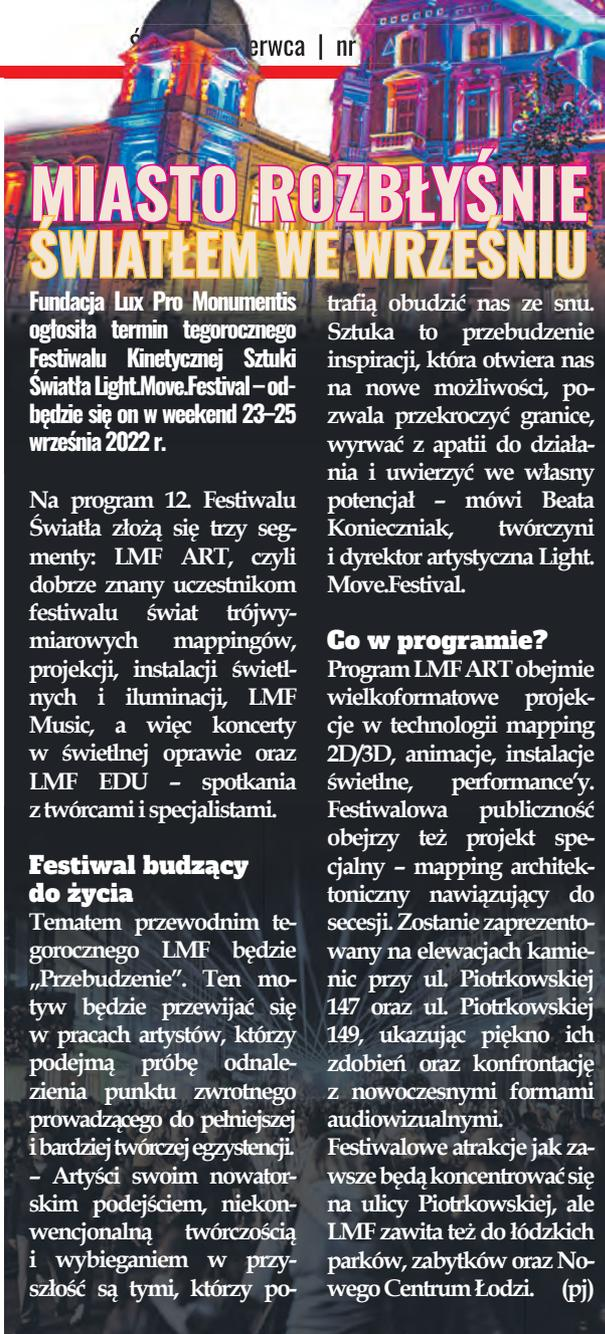 erwca | nr
MIASTO ROZBŁYŚNIE
ŚWIATŁEM WE WRZEŚNIU
Fundacja Lux Pro Monumentis
ogłosiła termin tegorocznego
Festiwalu Kinetycznej Sztuki
Światła Light.Move.Festival – od-
będzie się on w weekend 23–25
września 2022 r.
Na program 12. Festiwalu
Światła złożą się trzy seg-
menty: LMF ART, czyli
dobrze znany uczestnikom
festiwalu świat trójwy-
miarowych mappingów,
projekcji, instalacji świetl-
nych i iluminacji, LMF
Music, a więc koncerty
w świetlnej oprawie oraz
LMF EDU – spotkania
z twórcami i specjalistami.
Festiwal budzący
do życia
Tematem przewodnim te-
gorocznego LMF będzie
„Przebudzenie”. Ten mo-
tyw będzie przewijać się
w pracach artystów, którzy
podejmą próbę odnale-
zienia punktu zwrotnego
prowadzącego do pełniejszej
i bardziej twórczej egzystencji.
– Artyści swoim nowator-
skim podejściem, niekon-
wencjonalną twórczością
i wybieganiem w przy-
szłość są tymi, którzy po-
trafią obudzić nas ze snu.
Sztuka to przebudzenie
inspiracji, która otwiera nas
na nowe możliwości, po-
zwala przekroczyć granice,
wyrwać z apatii do działa-
nia i uwierzyć we własny
potencjał – mówi Beata
Konieczniak, twórczyni
i dyrektor artystyczna Light.
Move.Festival.
Co w programie?
Program LMF ART obejmie
wielkoformatowe projek-
cje w technologii mapping
2D/3D, animacje, instalacje
świetlne, performance’y.
Festiwalowa publiczność
obejrzy też projekt spe-
cjalny – mapping architek-
toniczny nawiązujący do
secesji. Zostanie zaprezento-
wany na elewacjach kamie-
nic przy ul. Piotrkowskiej
147 oraz ul. Piotrkowskiej
149, ukazując piękno ich
zdobień oraz konfrontację
z nowoczesnymi formami
audiowizualnymi.
Festiwalowe atrakcje jak za-
wsze będą koncentrować się
na ulicy Piotrkowskiej, ale
LMF zawita też do łódzkich
parków, zabytków oraz No-
wego Centrum Łodzi. (pj)